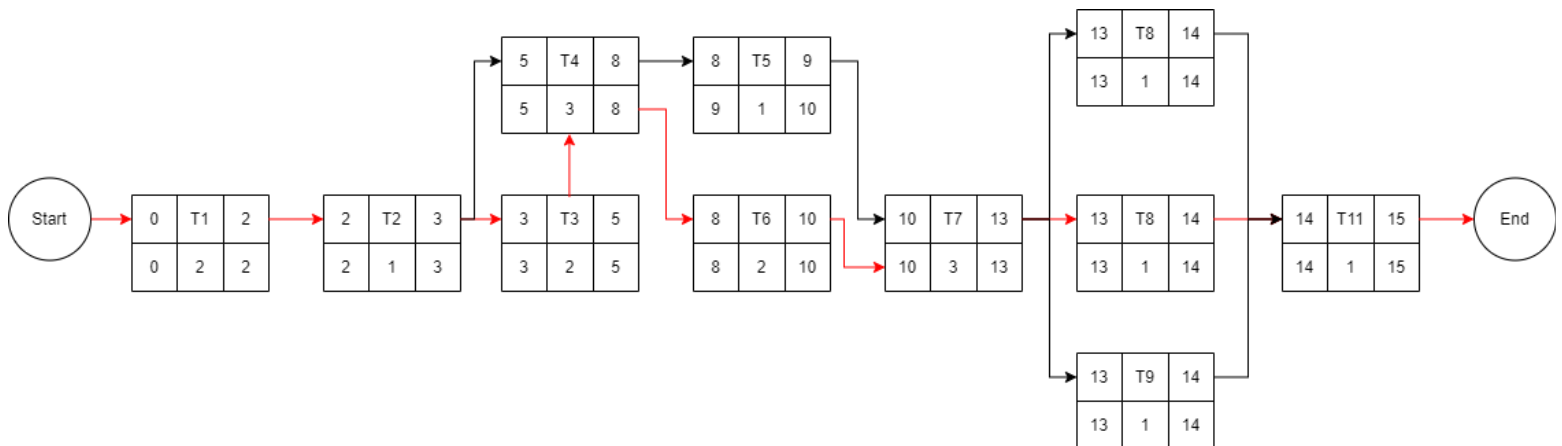 Start
0 T1 2
0 2 2
2 T2 3
2 1 3
3 T3 5
3 2 5
5 T4 8
5 3 8
8 T5 9
9 1 10
8 T6 10
8 2 10
10 T7 13
10 3 13
13 T8 14
13 1 14
13 T8 14
13 1 14
13 T9 14
13 1 14
14 T11 15
14 1 15
End